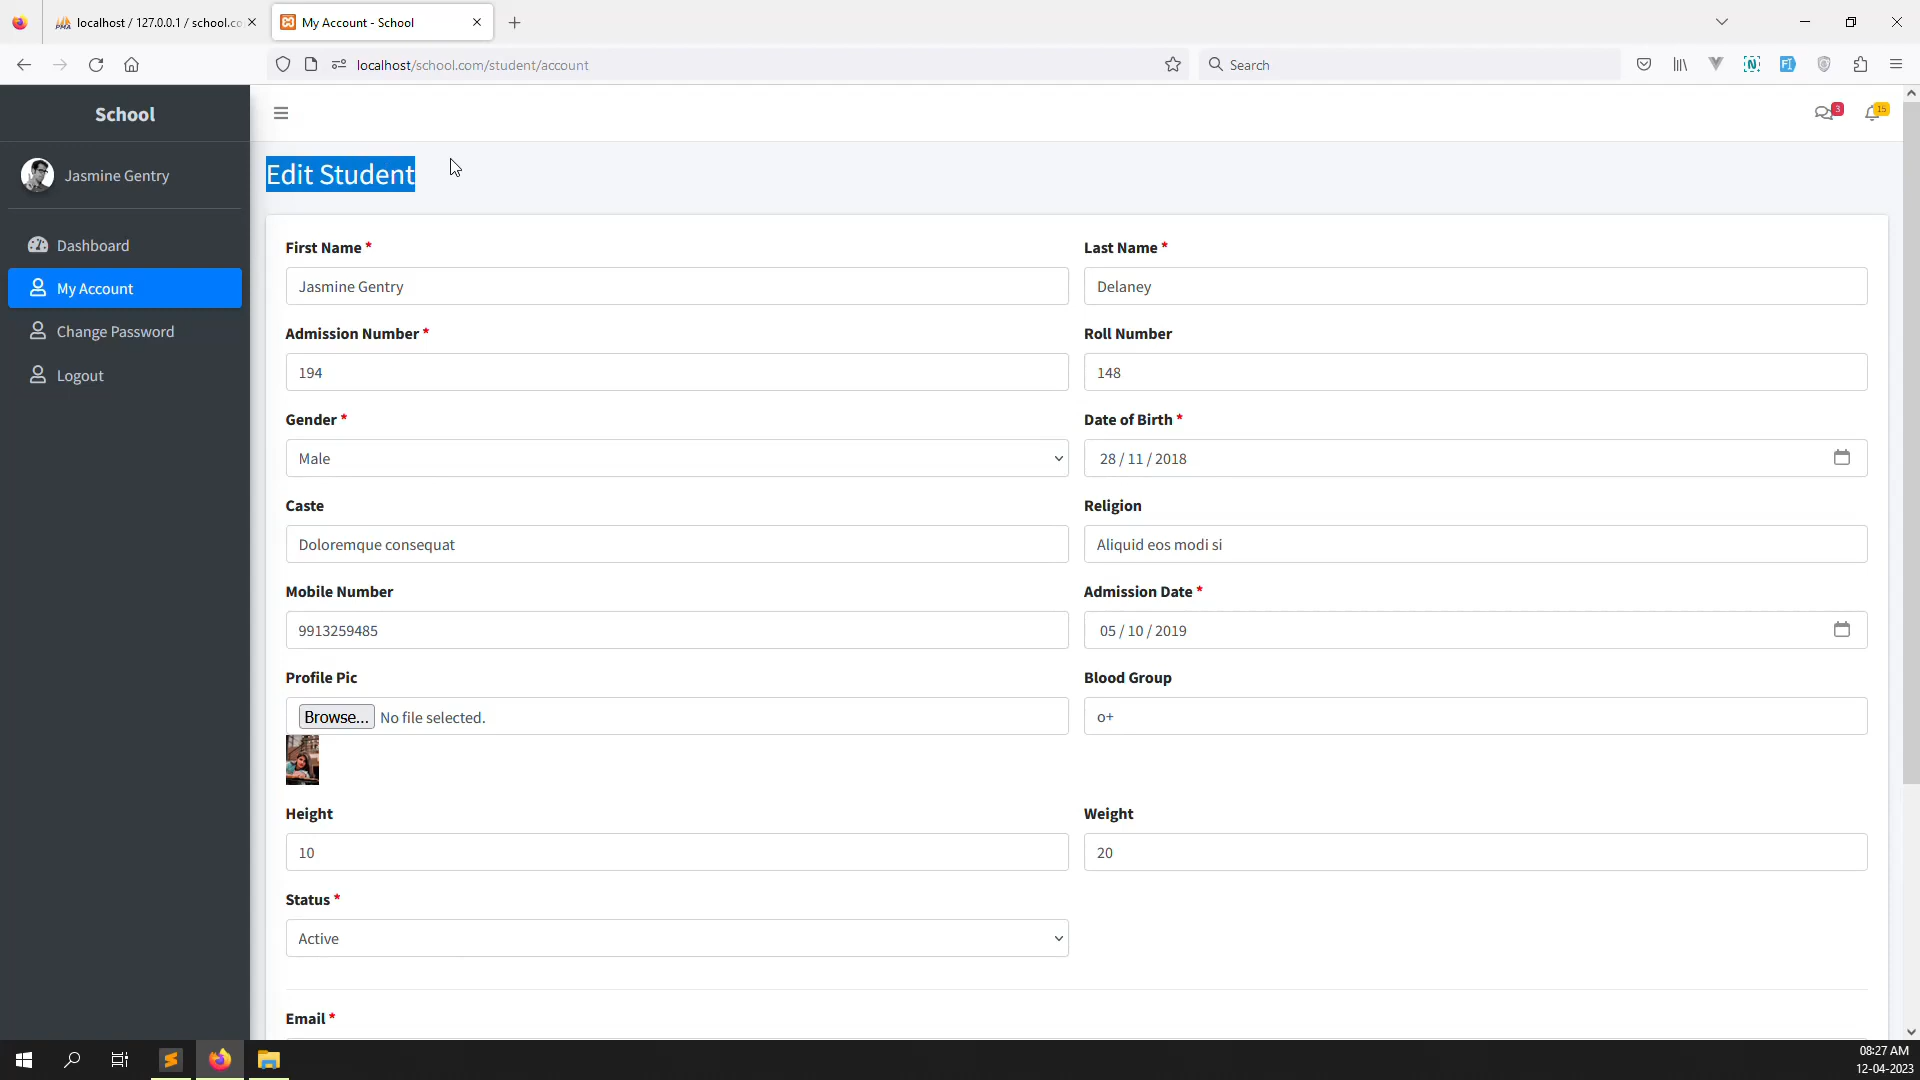 localhost / 127.0.0.1 / school.co
My Account - School
localhost/school.com/student/account
Search
School
3
15
Jasmine Gentry
Edit Student
Dashboard
My Account
Change Password
Logout
First Name *
Last Name *
Jasmine Gentry
Delaney
Admission Number *
Roll Number
194
148
Gender *
Date of Birth *
Male
28 / 11 / 2018
Caste
Religion
Doloremque consequat
Aliquid eos modi si
Mobile Number
Admission Date *
9913259485
05 / 10 / 2019
Profile Pic
Blood Group
Browse... No file selected.
o+
Height
Weight
10
20
Status *
Active
Email *
08:27 AM
12-04-2023